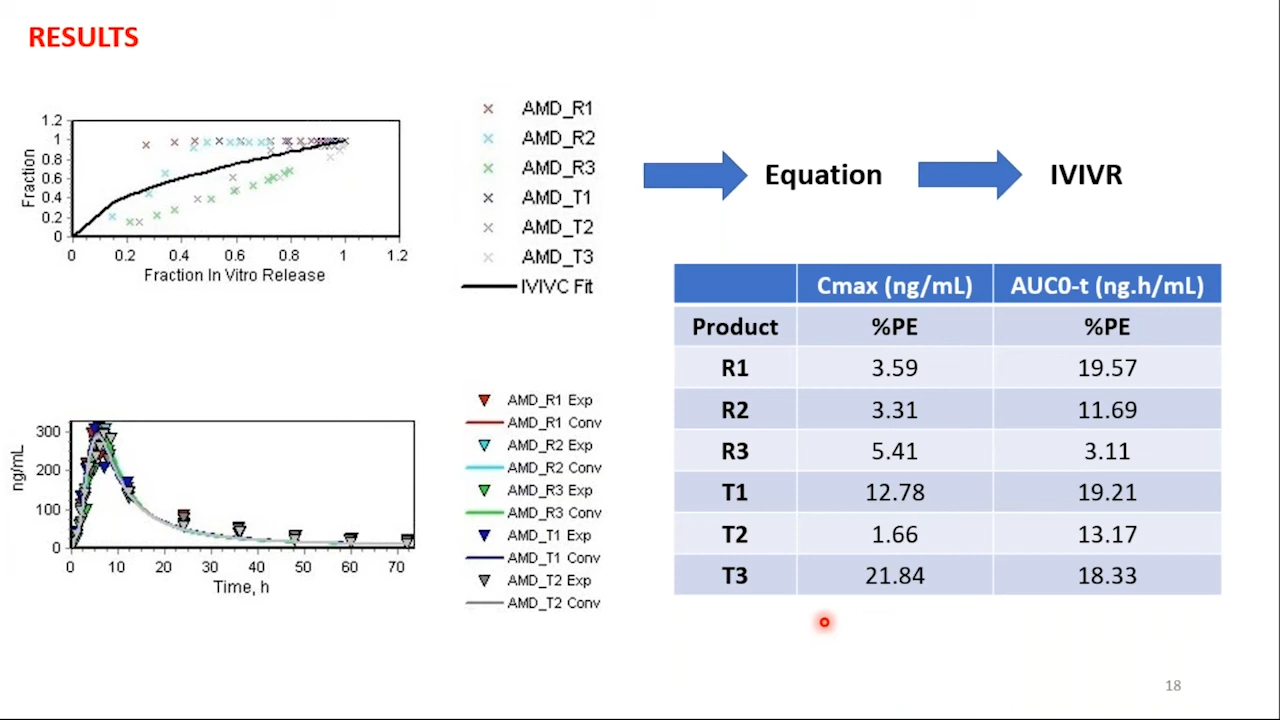 RESULTS
1.2
1
0.8
0.6
0.4
0.2
0
Fraction
0 0.2 0.4 0.6 0.8 1 1.2
Fraction In Vitro Release
AMD_R1
AMD_R2
AMD_R3
AMD_T1
AMD_T2
AMD_T3
IVIVC Fit
Equation
IVIVR
Cmax (ng/mL) AUC0-t (ng.h/mL)
Product %PE %PE
R1 3.59 19.57
R2 3.31 11.69
R3 5.41 3.11
T1 12.78 19.21
T2 1.66 13.17
T3 21.84 18.33
300
200
100
0
ng/mL
0 10 20 30 40 50 60 70
Time, h
AMD_R1 Exp
AMD_R1 Conv
AMD_R2 Exp
AMD_R2 Conv
AMD_R3 Exp
AMD_R3 Conv
AMD_T1 Exp
AMD_T1 Conv
AMD_T2 Exp
AMD_T2 Conv
18